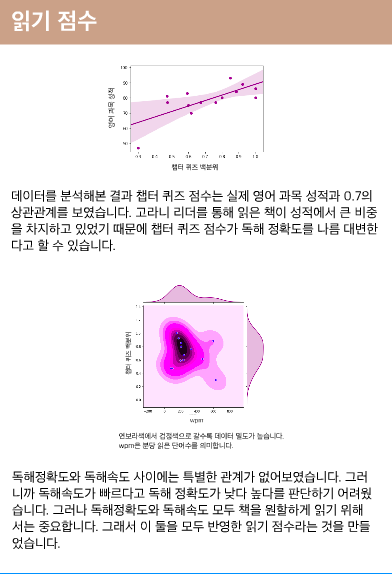 읽기 점수
영어 과목 성적
챕터 퀴즈 백분위
데이터를 분석해본 결과 챕터 퀴즈 점수는 실제 영어 과목 성적과 0.7의
상관관계를 보였습니다. 고라니 리더를 통해 읽은 책이 성적에서 큰 비중
을 차지하고 있었기 때문에 챕터 퀴즈 점수가 독해 정확도를 나름 대변한
다고 할 수 있습니다.
챕터 퀴즈 백분위
wpm
연보라색에서 검정색으로 갈수록 데이터 밀도가 높습니다.
wpm은 분당 읽은 단어수를 의미합니다.
독해정확도와 독해속도 사이에는 특별한 관계가 없어보였습니다. 그러
니까 독해속도가 빠르다고 독해 정확도가 낮다 높다를 판단하기 어려웠
습니다. 그러나 독해정확도와 독해속도 모두 책을 원할하게 읽기 위해
서는 중요합니다. 그래서 이 둘을 모두 반영한 읽기 점수라는 것을 만들
었습니다.